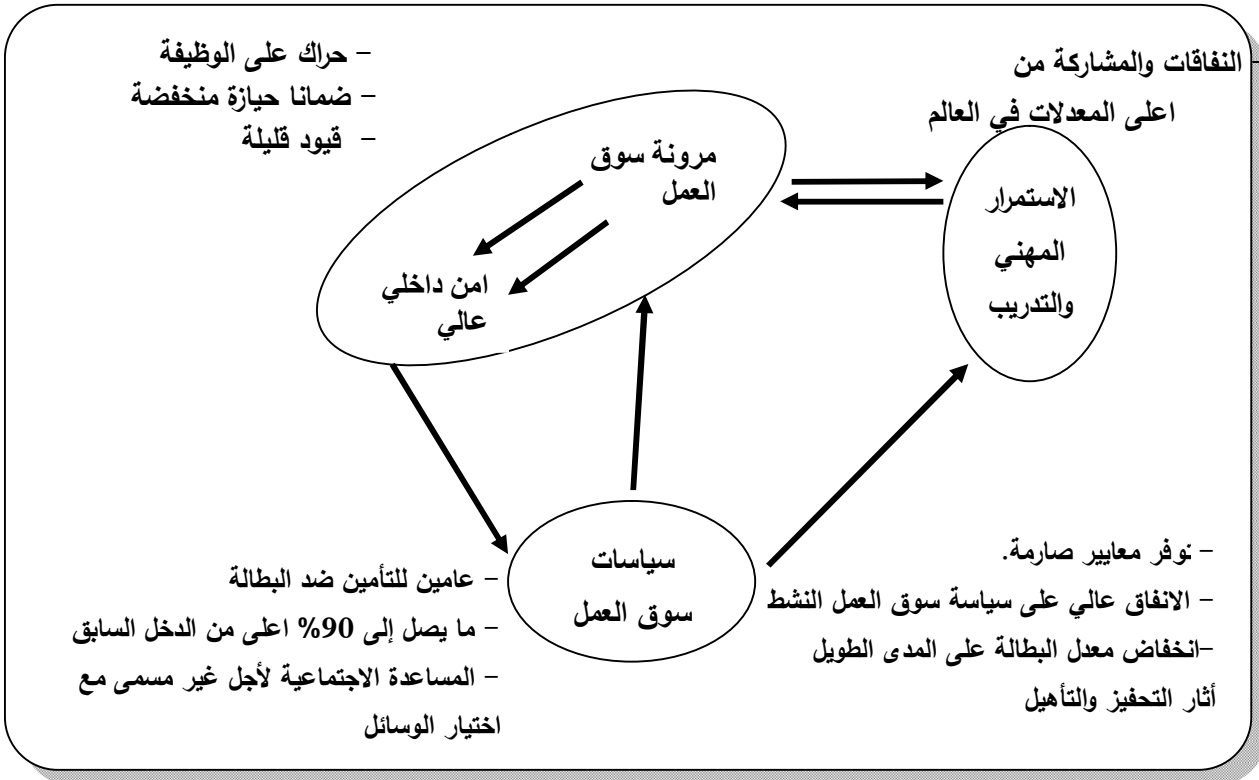 – النفاقات والمشاركة من
اعلى المعدلات في العالم
– حراك على الوظيفة
– ضمانا حيازة منخفضة
– قيود قليلة
مرونة سوق
العمل
امن داخلي
عالي
الاستمرار
المهني
والتدريب
سياسات
سوق العمل
– توفر معايير صارمة.
– الانفاق عالي على سياسة سوق العمل النشط
–انخفاض معدل البطالة على المدى الطويل
أثار التحفيز والتأهيل
– عامين للتأمين ضد البطالة
– ما يصل إلى 90% اعلى من الدخل السابق
– المساعدة الاجتماعية لأجل غير مسمى مع
اختيار الوسائل